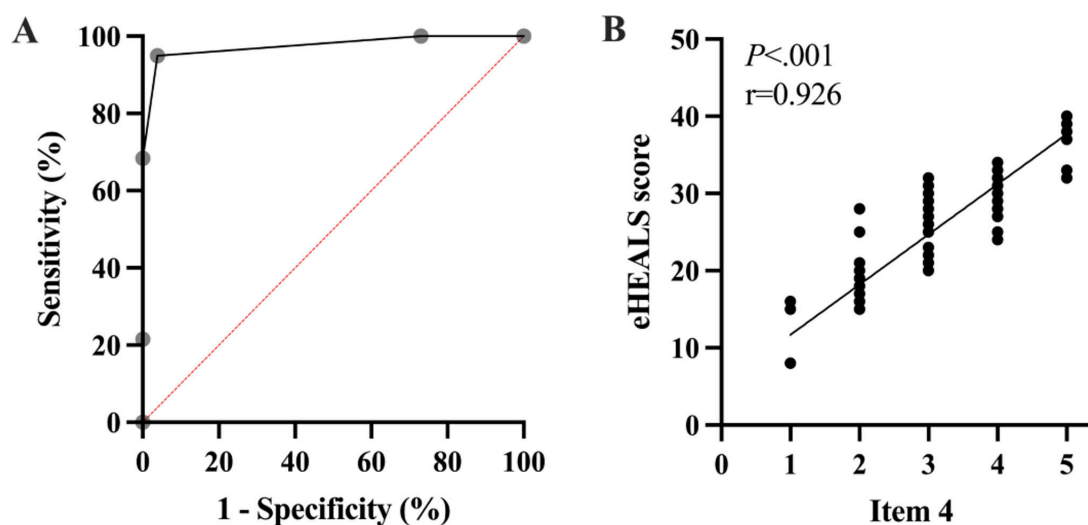 A
100
80
60
40
20
0
Sensitivity (%)
0 20 40 60 80 100
1 - Specificity (%)
B
P<.001
r=0.926
50
40
30
20
10
0
eHEALS score
0 1 2 3 4 5
Item 4